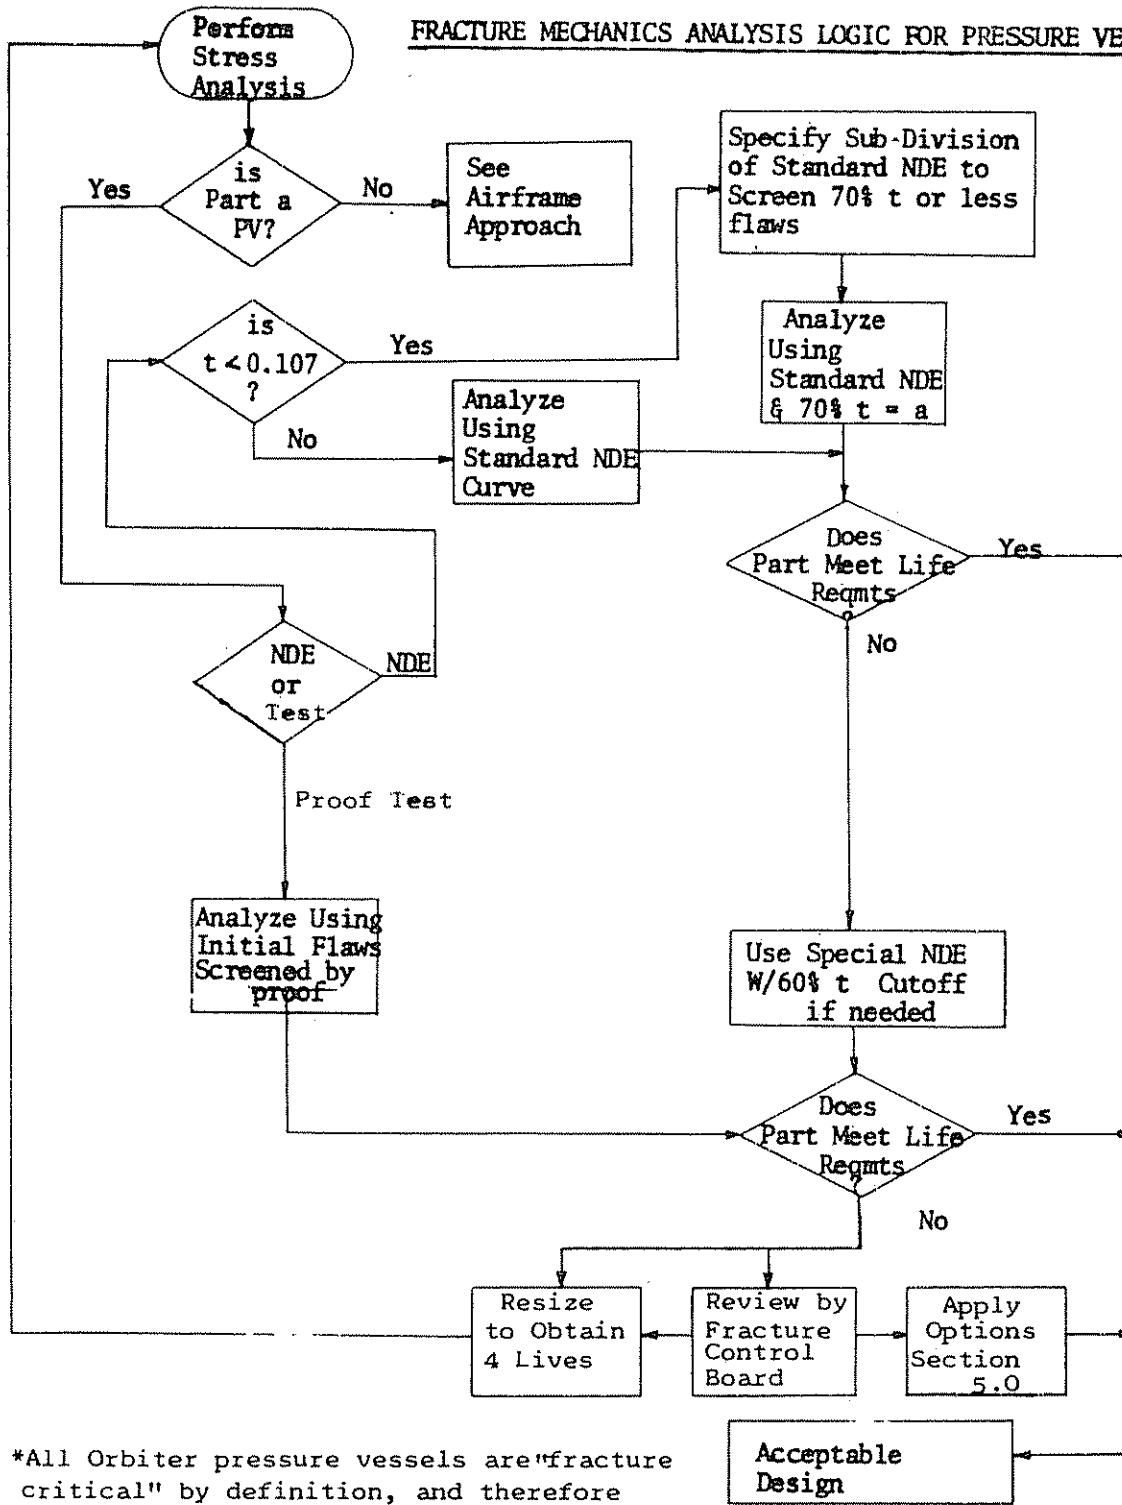 FRACTURE MECHANICS ANALYSIS LOGIC FOR PRESSURE VE
Perform
Stress
Analysis
is
Part a
PV?
Yes
No
See
Airframe
Approach
Specify Sub-Division
of Standard NDE to
Screen 70% t or less
flaws
is
t < 0.107
?
Yes
No
Analyze
Using
Standard NDE
Curve
Analyze
Using
Standard NDE
& 70% t = a
Does
Part Meet Life
Reqmts
?
Yes
No
NDE
or
Test
NDE
Proof Test
Analyze Using
Initial Flaws
Screened by
proof
Use Special NDE
W/60% t Cutoff
if needed
Does
Part Meet Life
Reqmts
?
Yes
No
Resize
to Obtain
4 Lives
Review by
Fracture
Control
Board
Apply
Options
Section
5.0
Acceptable
Design
*All Orbiter pressure vessels are "fracture
critical" by definition, and therefore